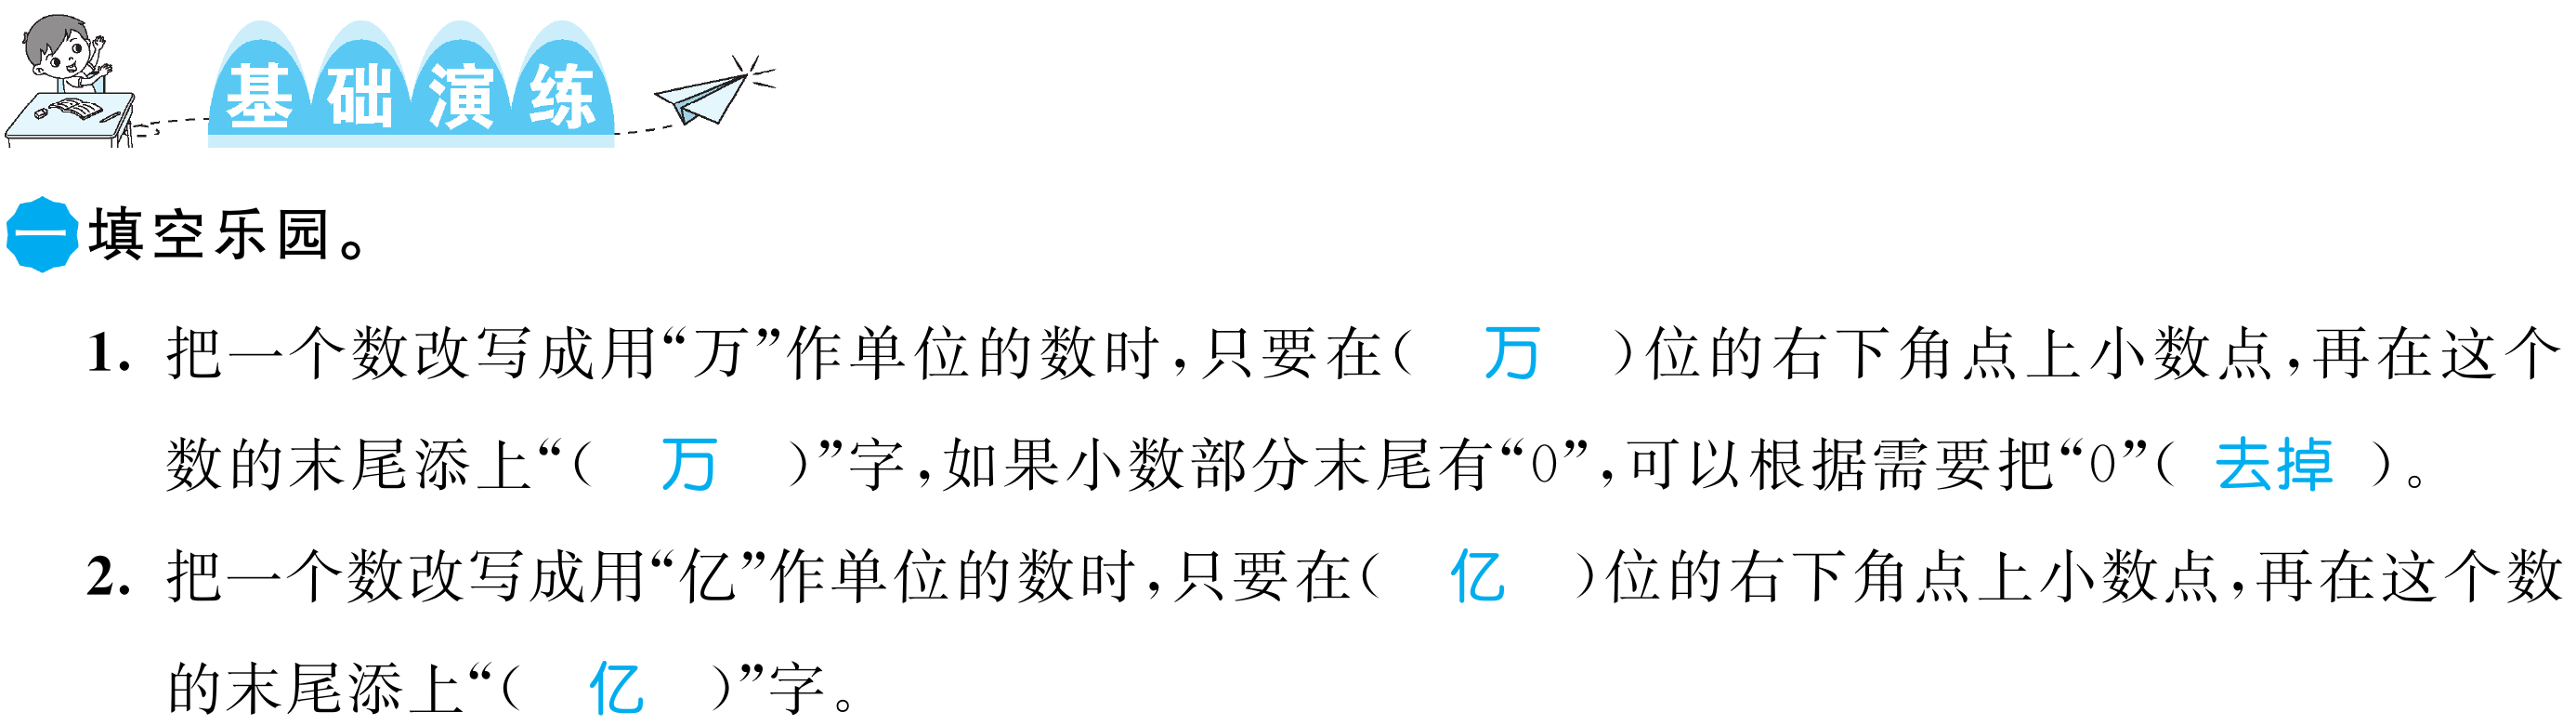 基础演练
一填空乐园。
1. 把一个数改写成用“万”作单位的数时,只要在( 万 )位的右下角点上小数点,再在这个
数的末尾添上“( 万 )”字,如果小数部分末尾有“0”,可以根据需要把“0”( 去掉 )。
2. 把一个数改写成用“亿”作单位的数时,只要在( 亿 )位的右下角点上小数点,再在这个数
的末尾添上“( 亿 )”字。